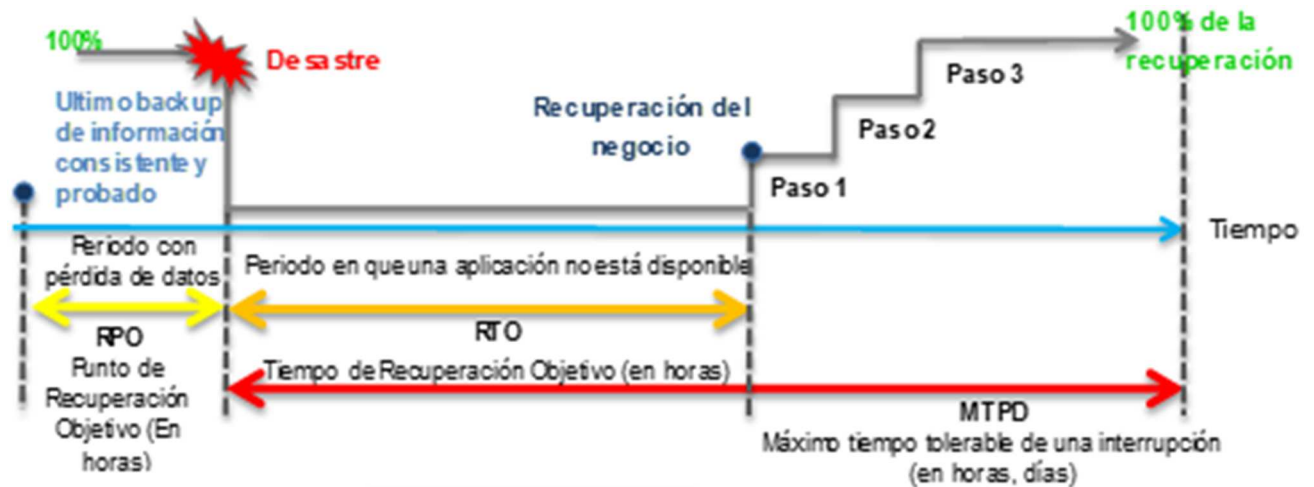 100%
Desastre
Ultimo backup
de información
consistente y
probado
Recuperación del
negocio
Paso 1
Paso 2
Paso 3
100% de la
recuperación
Tiempo
Periodo con
pérdida de datos
Periodo en que una aplicación no está disponible
RPO
Punto de
Recuperación
Objetivo (En
horas)
RTO
Tiempo de Recuperación Objetivo (en horas)
MTPD
Máximo tiempo tolerable de una interrupción
(en horas, días)